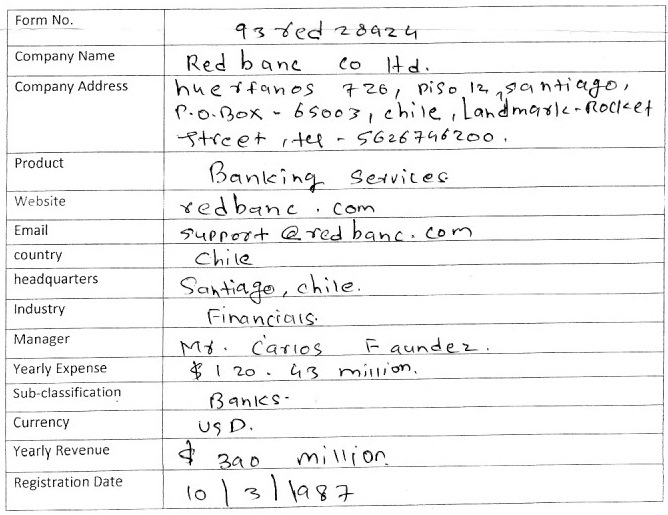 Form No. 93 red 28924
Company Name Redbanc co ltd.
Company Address huerfanos 726, piso 12, santiago,
P.O.Box - 65003, chile, Landmark-Rocket
street, tel - 5626746200.
Product Banking Services
Website redbanc.com
Email support@redbanc.com
country Chile
headquarters Santiago, chile.
Industry Financials.
Manager Mr. Carlos Faundez.
Yearly Expense $ 120.43 million.
Sub-classification Banks.
Currency USD.
Yearly Revenue $ 390 million
Registration Date 10/3/1987